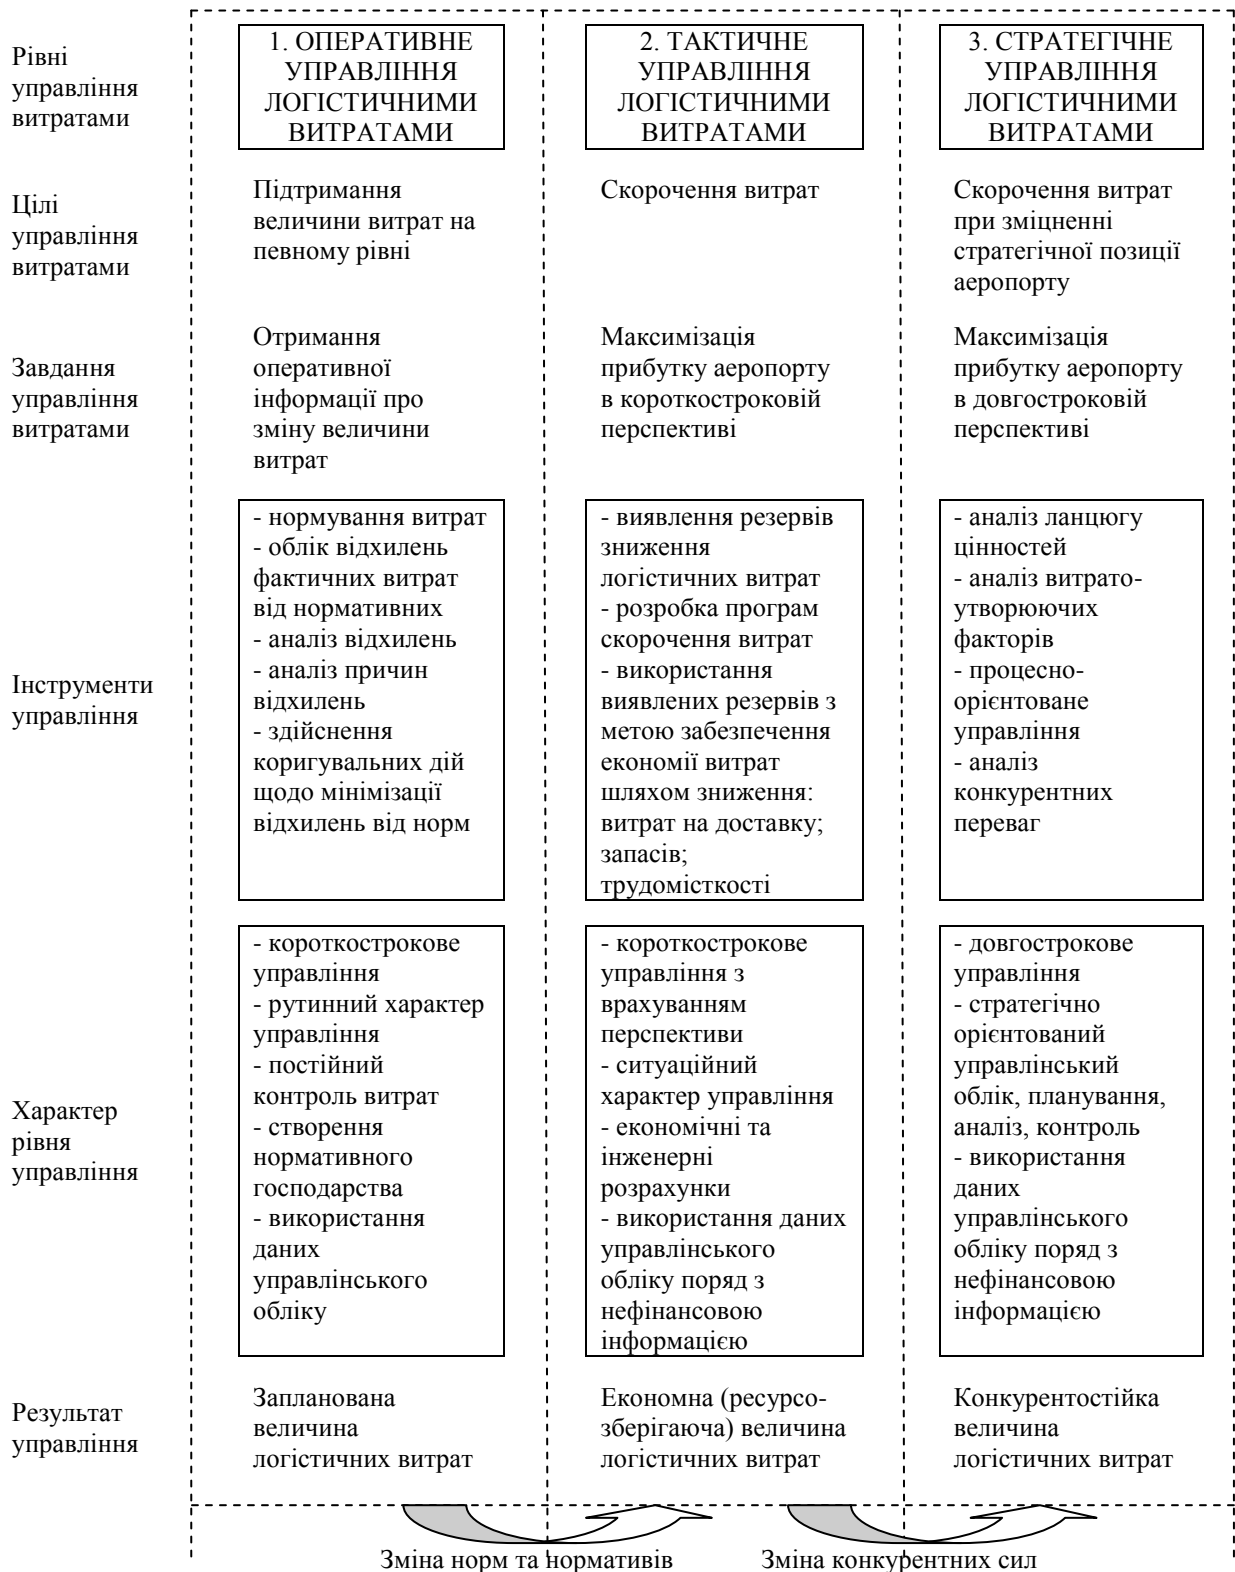 Рівні
управління
витратами
1. ОПЕРАТИВНЕ
УПРАВЛІННЯ
ЛОГІСТИЧНИМИ
ВИТРАТАМИ
2. ТАКТИЧНЕ
УПРАВЛІННЯ
ЛОГІСТИЧНИМИ
ВИТРАТАМИ
3. СТРАТЕГІЧНЕ
УПРАВЛІННЯ
ЛОГІСТИЧНИМИ
ВИТРАТАМИ
Цілі
управління
витратами
Підтримання
величини витрат на
певному рівні
Скорочення витрат
Скорочення витрат
при зміцненні
стратегічної позиції
аеропорту
Завдання
управління
витратами
Отримання
оперативної
інформації про
зміну величини
витрат
Максимізація
прибутку аеропорту
в короткостроковій
перспективі
Максимізація
прибутку аеропорту
в довгостроковій
перспективі
Інструменти
управління
- нормування витрат
- облік відхилень
фактичних витрат
від нормативних
- аналіз відхилень
- аналіз причин
відхилень
- здійснення
коригувальних дій
щодо мінімізації
відхилень від норм
- виявлення резервів
зниження
логістичних витрат
- розробка програм
скорочення витрат
- використання
виявлених резервів з
метою забезпечення
економії витрат
шляхом зниження:
витрат на доставку;
запасів;
трудомісткості
- аналіз ланцюгу
цінностей
- аналіз витрато-
утворюючих
факторів
- процесно-
орієнтоване
управління
- аналіз
конкурентних
переваг
Характер
рівня
управління
- короткострокове
управління
- рутинний характер
управління
- постійний
контроль витрат
- створення
нормативного
господарства
- використання
даних
управлінського
обліку
- короткострокове
управління з
врахуванням
перспективи
- ситуаційний
характер управління
- економічні та
інженерні
розрахунки
- використання даних
управлінського
обліку поряд з
нефінансовою
інформацією
- довгострокове
управління
- стратегічно
орієнтований
управлінський
облік, планування,
аналіз, контроль
- використання
даних
управлінського
обліку поряд з
нефінансовою
інформацією
Результат
управління
Запланована
величина
логістичних витрат
Економна (ресурсо-
зберігаюча) величина
логістичних витрат
Конкурентостійка
величина
логістичних витрат
Зміна норм та нормативів
Зміна конкурентних сил